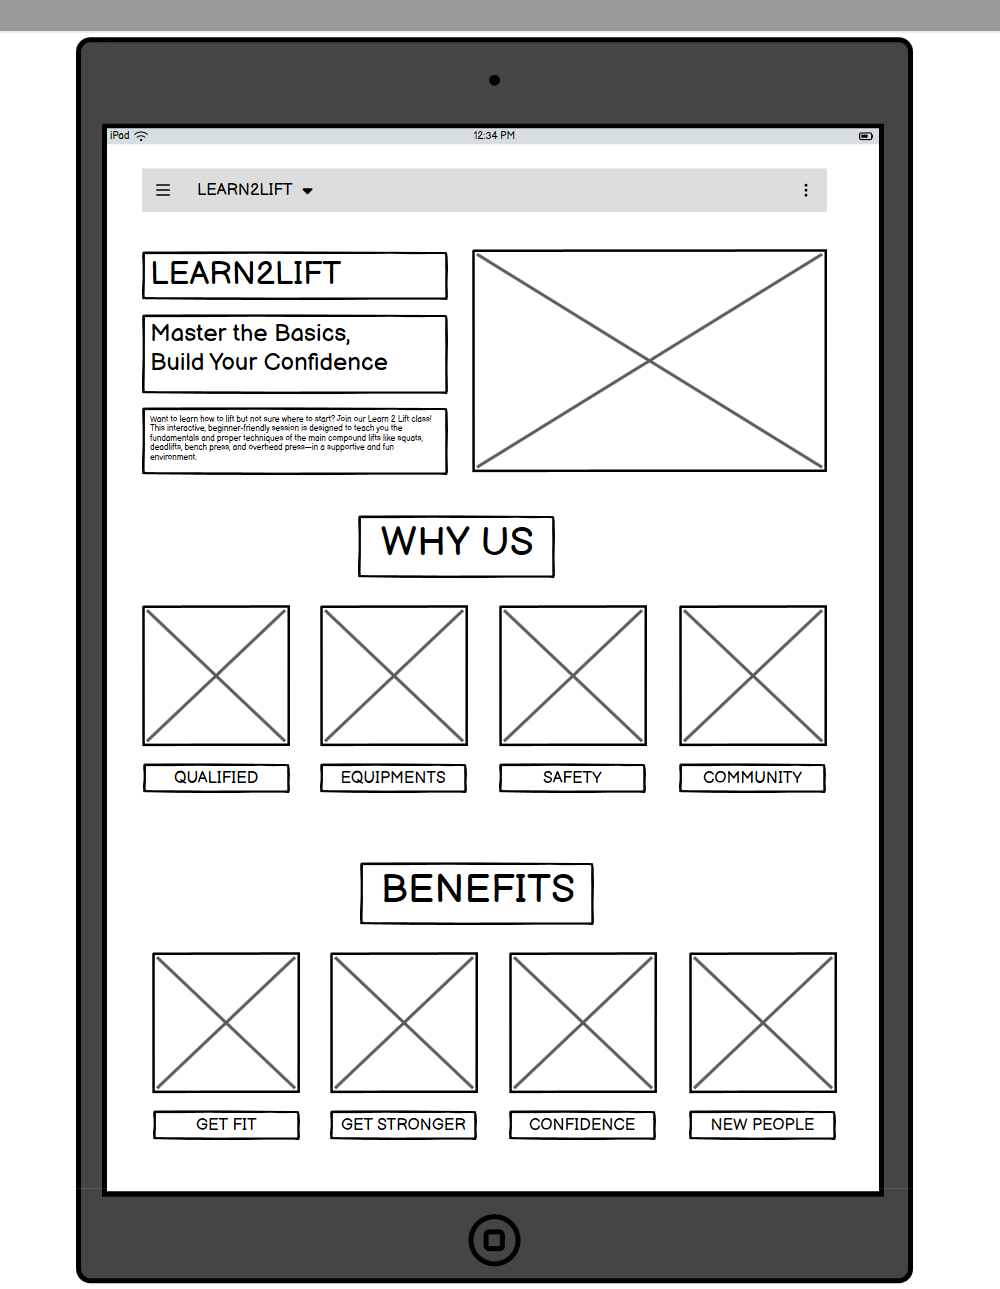 iPad 12:34 PM
LEARN2LIFT
LEARN2LIFT
Master the Basics,
Build Your Confidence
Want to learn how to lift but not sure where to start? Join our Learn 2 Lift class!
This interactive, beginner-friendly session is designed to teach you the
fundamentals and proper techniques of the main compound lifts like squats,
deadlifts, bench press, and overhead press—in a supportive and fun
environment.
WHY US
QUALIFIED EQUIPMENTS SAFETY COMMUNITY
BENEFITS
GET FIT GET STRONGER CONFIDENCE NEW PEOPLE